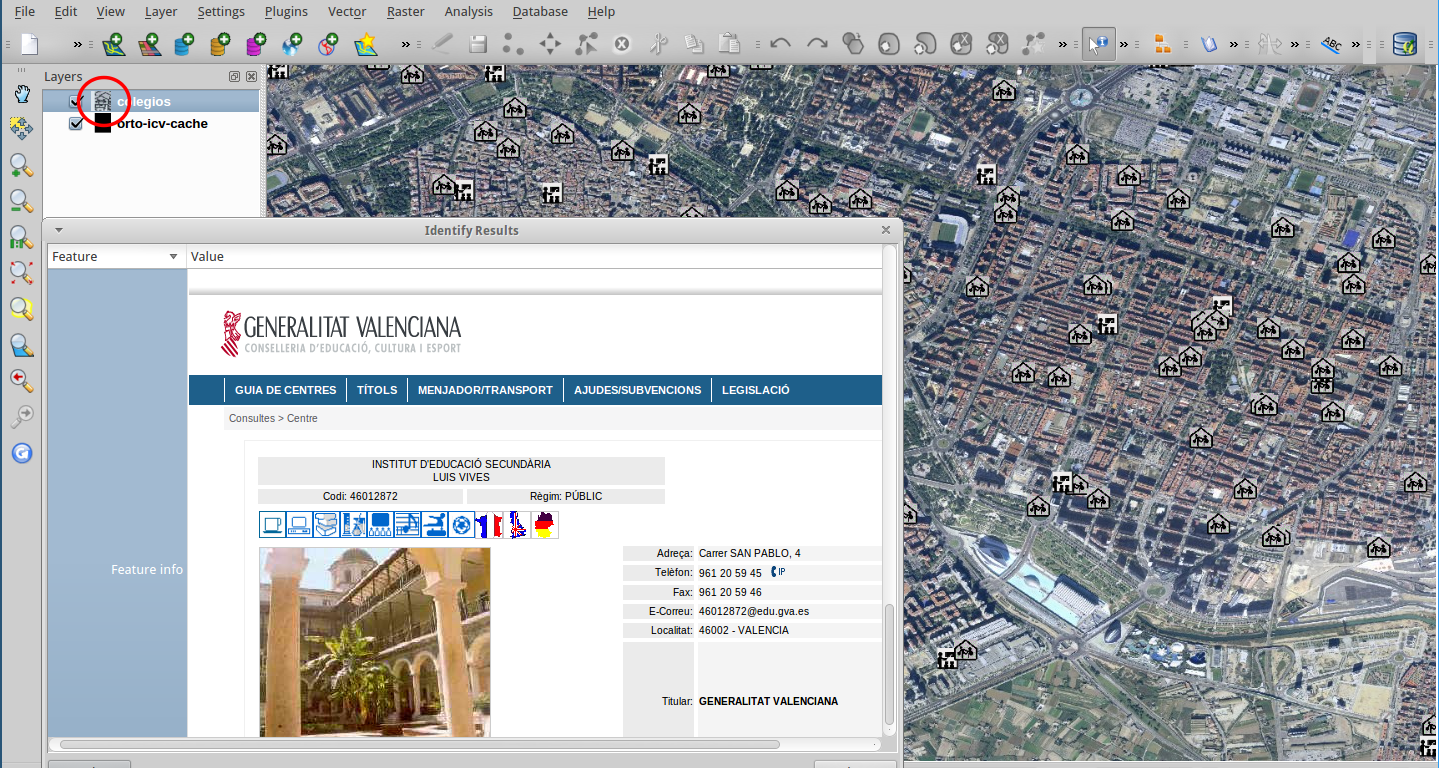 File Edit View Layer Settings Plugins Vector Raster Analysis Database Help
ABC
Layers
colegios
orto-icv-cache
Identify Results
Feature Value
GENERALITAT VALENCIANA
CONSELLERIA D'EDUCACIÓ, CULTURA I ESPORT
GUIA DE CENTRES TÍTOLS MENJADOR/TRANSPORT AJUDES/SUBVENCIONS LEGISLACIÓ
Consultes > Centre
INSTITUT D'EDUCACIÓ SECUNDÀRIA
LUIS VIVES
Codi: 46012872 Règim: PÚBLIC
Adreça: Carrer SAN PABLO, 4
Feature info
Telèfon: 961 20 59 45 IP
Fax: 961 20 59 46
E-Correu: 46012872@edu.gva.es
Localitat: 46002 - VALENCIA
Titular: GENERALITAT VALENCIANA